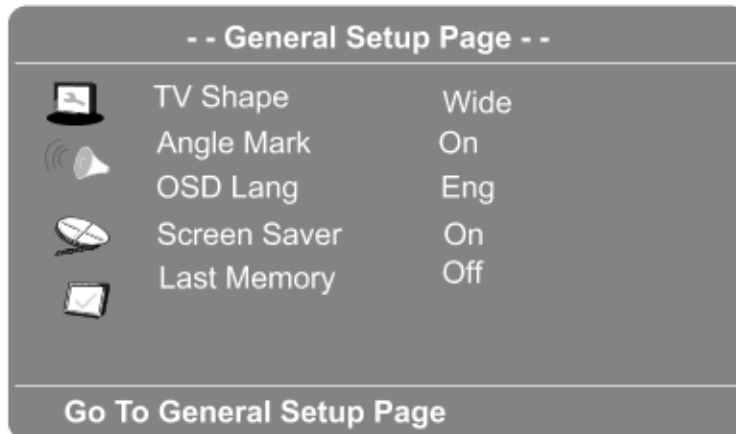 - - General Setup Page - -
TV Shape Wide
Angle Mark On
OSD Lang Eng
Screen Saver On
Last Memory Off
Go To General Setup Page